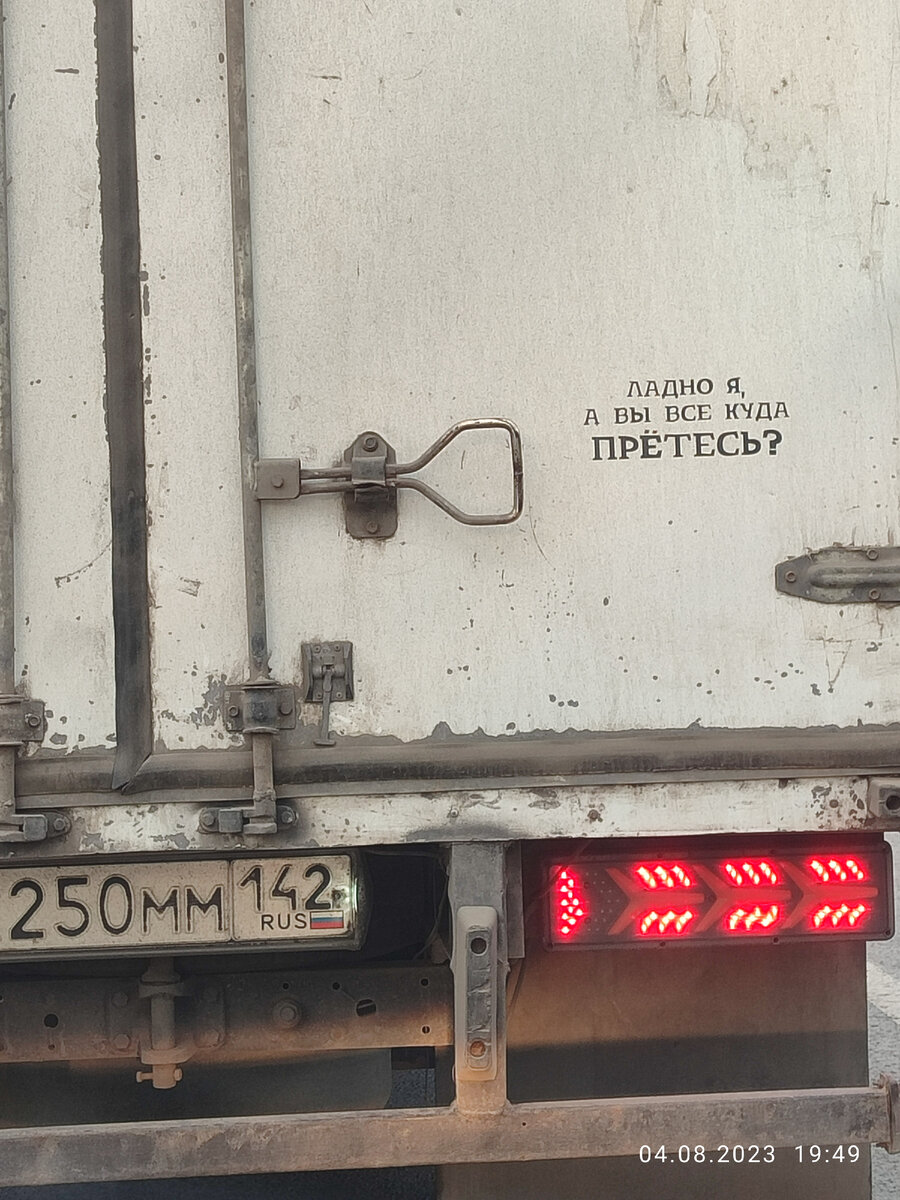 ЛАДНО Я,
А ВЫ ВСЕ КУДА
ПРЁТЕСЬ?
250ММ 142
RUS
04.08.2023 19:49